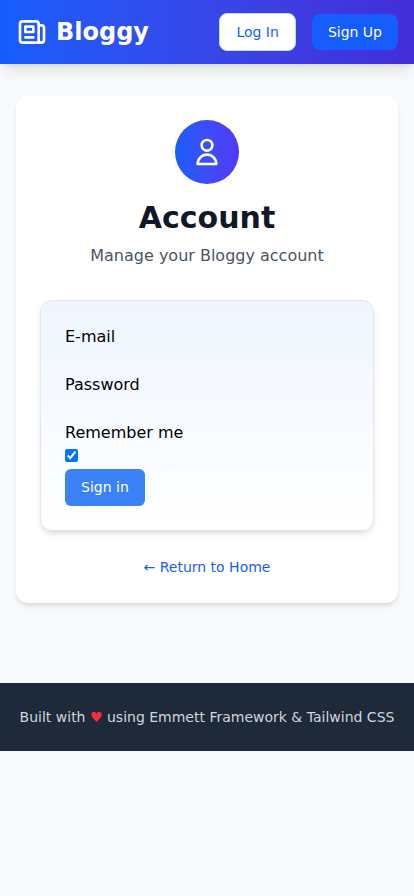 Bloggy
Log In
Sign Up
Account
Manage your Bloggy account
E-mail
Password
Remember me
Sign in
← Return to Home
Built with ♥ using Emmett Framework & Tailwind CSS